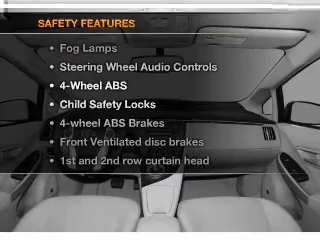 SAFETY FEATURES
• Fog Lamps
• Steering Wheel Audio Controls
• 4-Wheel ABS
• Child Safety Locks
• 4-wheel ABS Brakes
• Front Ventilated disc brakes
• 1st and 2nd row curtain head